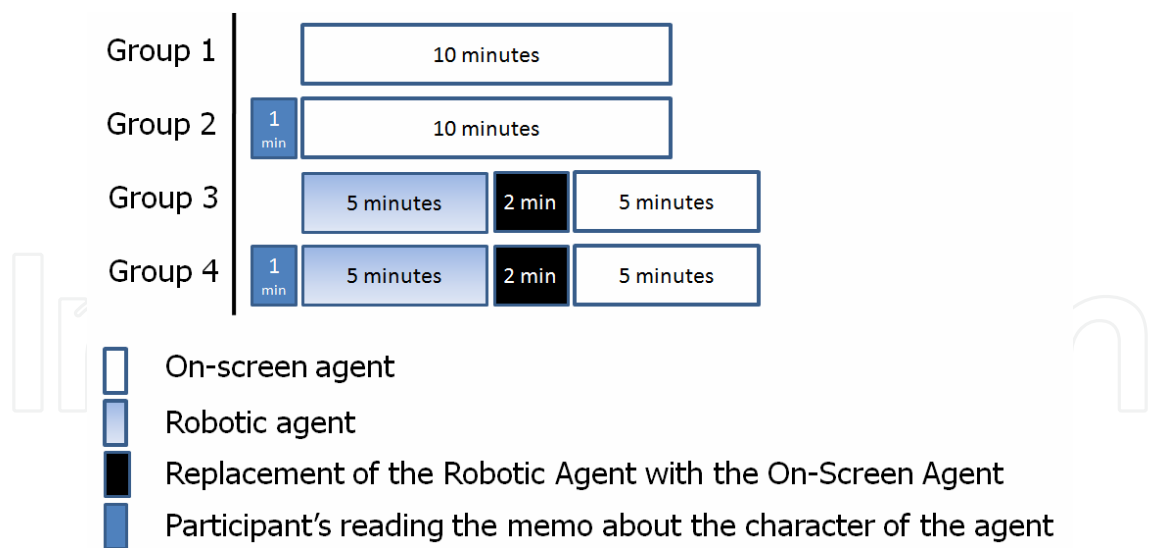 Group 1
10 minutes
Group 2
1
min
10 minutes
Group 3
5 minutes
2 min
5 minutes
Group 4
1
min
5 minutes
2 min
5 minutes
On-screen agent
Robotic agent
Replacement of the Robotic Agent with the On-Screen Agent
Participant's reading the memo about the character of the agent